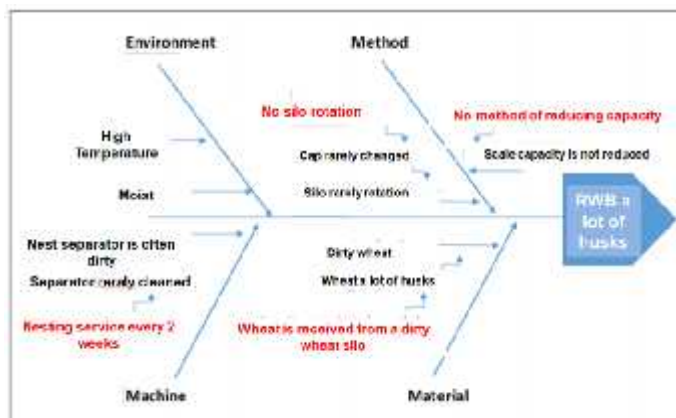 Environment
Method
No silo rotation
No method of reducing capacity
High
Temperature
Cap rarely changed
Scale capacity is not reduced
Moist
Silo rarely rotation
RWB a
lot of
husks
Nest separator is often
dirty
Dirty wheat
Separator rarely cleaned
Wheat a lot of husks
Nesting service every 2
weeks
Wheat is received from a dirty
wheat silo
Machine
Material